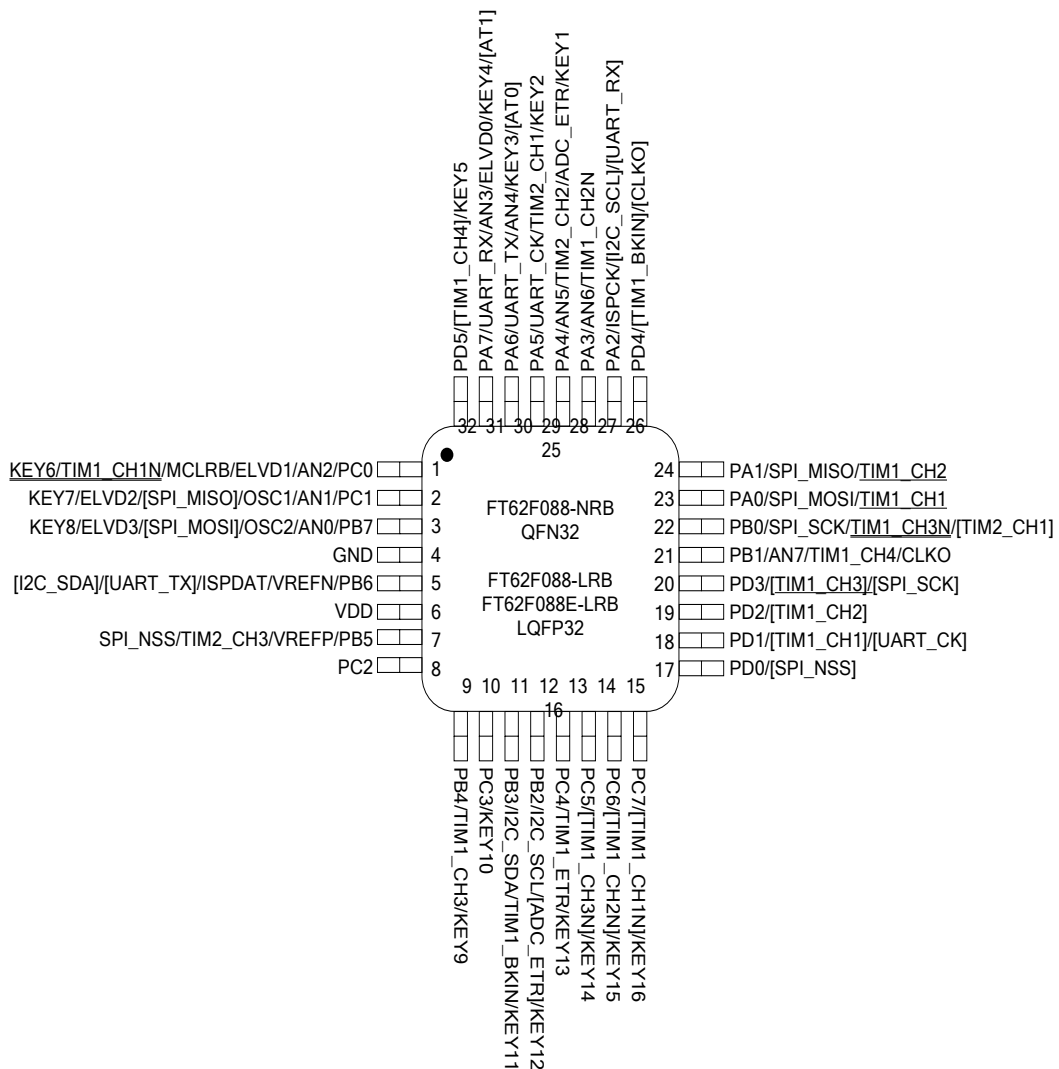 PD5/[TIM1_CH4]/KEY5
PA7/UART_RX/AN3/ELVD0/KEY4/[AT1]
PA6/UART_TX/AN4/KEY3/[AT0]
PA5/UART_CK/TIM2_CH1/KEY2
PA4/AN5/TIM2_CH2/ADC_ETR/KEY1
PA3/AN6/TIM1_CH2N
PA2/ISPCK/[I2C_SCL]/[UART_RX]
PD4/[TIM1_BKIN]/[CLKO]
32 31 30 29 28 27 26
25
KEY6/TIM1_CH1N/MCLRB/ELVD1/AN2/PC0 1
KEY7/ELVD2/[SPI_MISO]/OSC1/AN1/PC1 2
KEY8/ELVD3/[SPI_MOSI]/OSC2/AN0/PB7 3
GND 4
[I2C_SDA]/[UART_TX]/ISPDAT/VREFN/PB6 5
VDD 6
SPI_NSS/TIM2_CH3/VREFP/PB5 7
PC2 8
FT62F088-NRB
QFN32
FT62F088-LRB
FT62F088E-LRB
LQFP32
24 PA1/SPI_MISO/TIM1_CH2
23 PA0/SPI_MOSI/TIM1_CH1
22 PB0/SPI_SCK/TIM1_CH3N/[TIM2_CH1]
21 PB1/AN7/TIM1_CH4/CLKO
20 PD3/[TIM1_CH3]/[SPI_SCK]
19 PD2/[TIM1_CH2]
18 PD1/[TIM1_CH1]/[UART_CK]
17 PD0/[SPI_NSS]
9 10 11 12 13 14 15
16
PB4/TIM1_CH3/KEY9
PC3/KEY10
PB3/I2C_SDA/TIM1_BKIN/KEY11
PB2/I2C_SCL/[ADC_ETR]/KEY12
PC4/TIM1_ETR/KEY13
PC5/[TIM1_CH3N]/KEY14
PC6/[TIM1_CH2N]/KEY15
PC7/[TIM1_CH1N]/KEY16